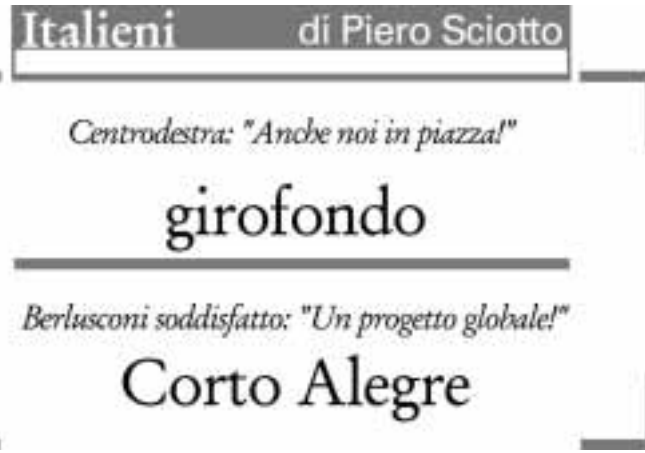 Italieni di Piero Sciotto
Centrodestra: "Anche noi in piazza!"
girofondo
Berlusconi soddisfatto: "Un progetto globale!"
Corto Alegre